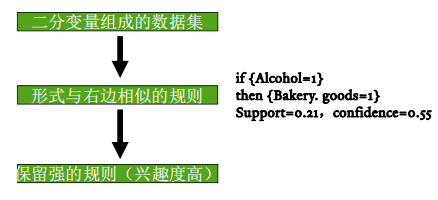 二分变量组成的数据集
形式与右边相似的规则
if {Alcohol=1}
then {Bakery. goods=1}
Support=0.21，confidence=0.55
保留强的规则（兴趣度高）